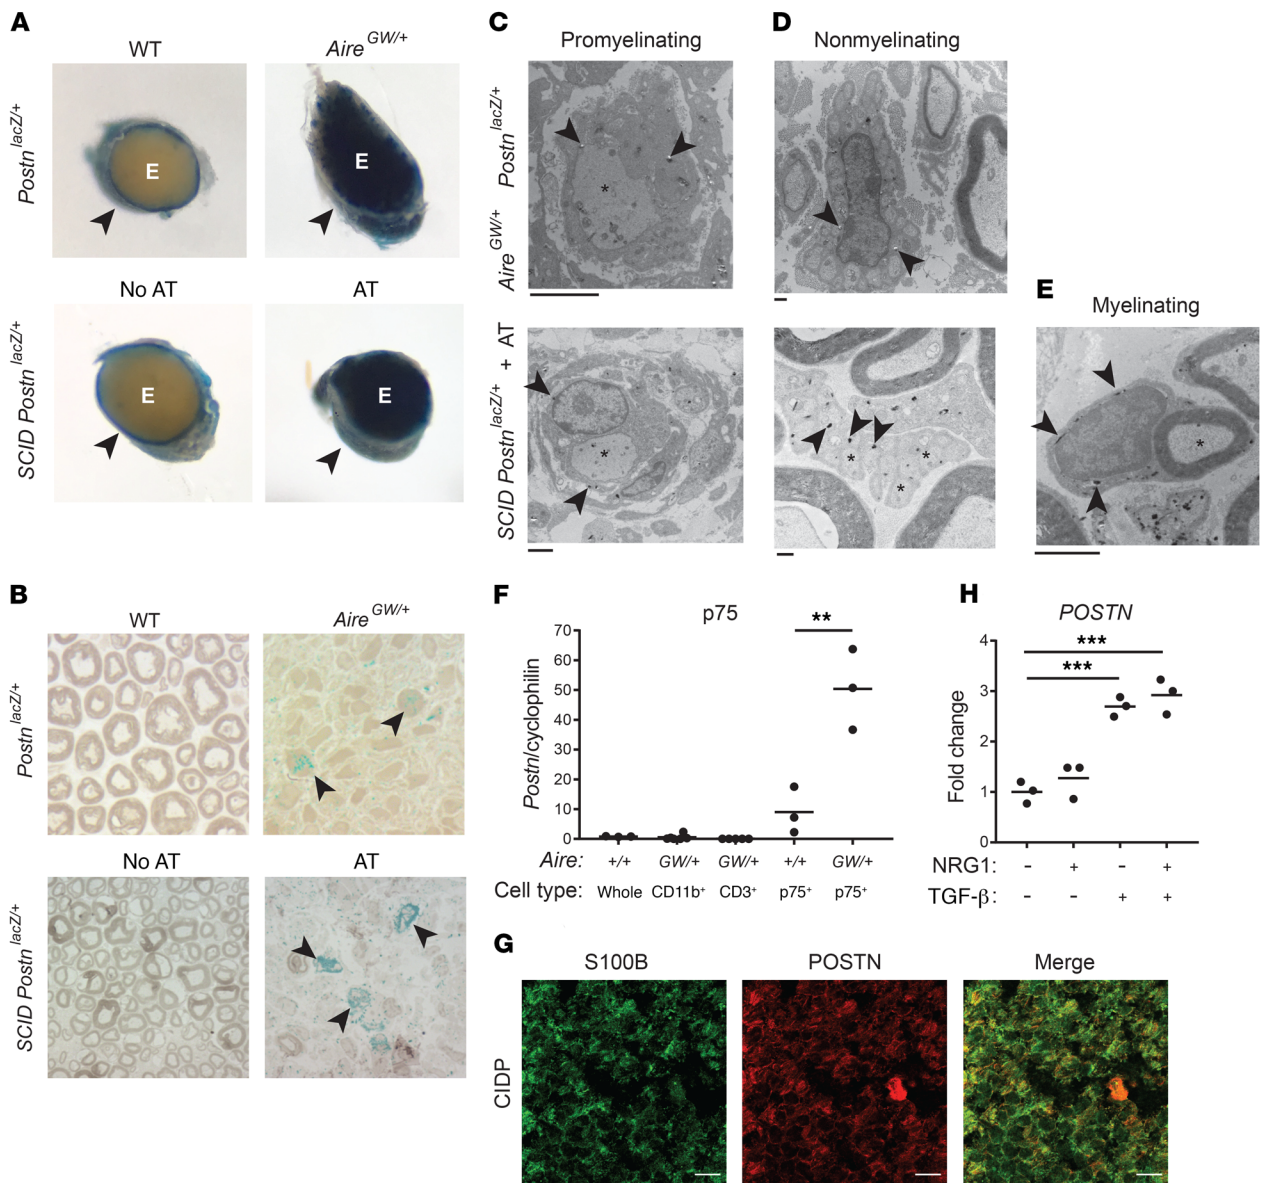 A
WT
Aire GW/+
Postn lacZ/+
E
E
No AT
AT
SCID Postn lacZ/+
E
E
B
WT
Aire GW/+
Postn lacZ/+
No AT
AT
SCID Postn lacZ/+
C
Promyelinating
Aire GW/+ Postn lacZ/+
*
SCID Postn lacZ/+ + AT
*
D
Nonmyelinating
*
*
*
E
Myelinating
*
F
p75
**
Postn/cyclophilin
70
60
50
40
30
20
10
0
Aire: +/+ GW/+ GW/+ +/+ GW/+
Cell type: Whole CD11b+ CD3+ p75+ p75+
H
POSTN
***
***
Fold change
4
3
2
1
0
NRG1: - + - +
TGF-β: - - + +
G
S100B
POSTN
Merge
CIDP